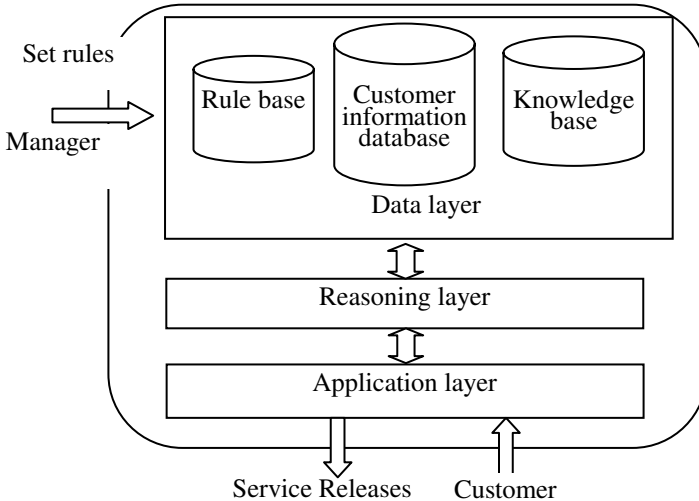 Set rules
Manager
Rule base
Customer
information
database
Knowledge
base
Data layer
Reasoning layer
Application layer
Service Releases
Customer